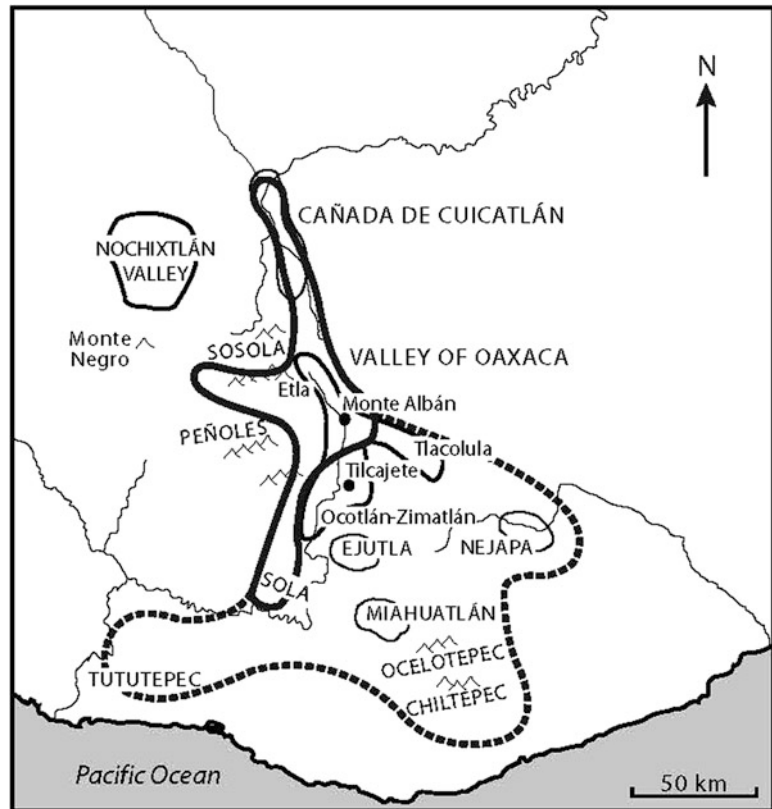 N
CAÑADA DE CUICATLÁN
NOCHIXTLÁN
VALLEY
Monte
Negro
SOSOLA
VALLEY OF OAXACA
Etla
Monte Albán
PEÑOLES
Tlacolula
Tilcajete
Ocotlán-Zimatlán
EJUTLA
NEJAPA
SOLA
MIAHUATLÁN
OCELOTEPEC
TUTUTEPEC
CHILTEPEC
Pacific Ocean
50 km